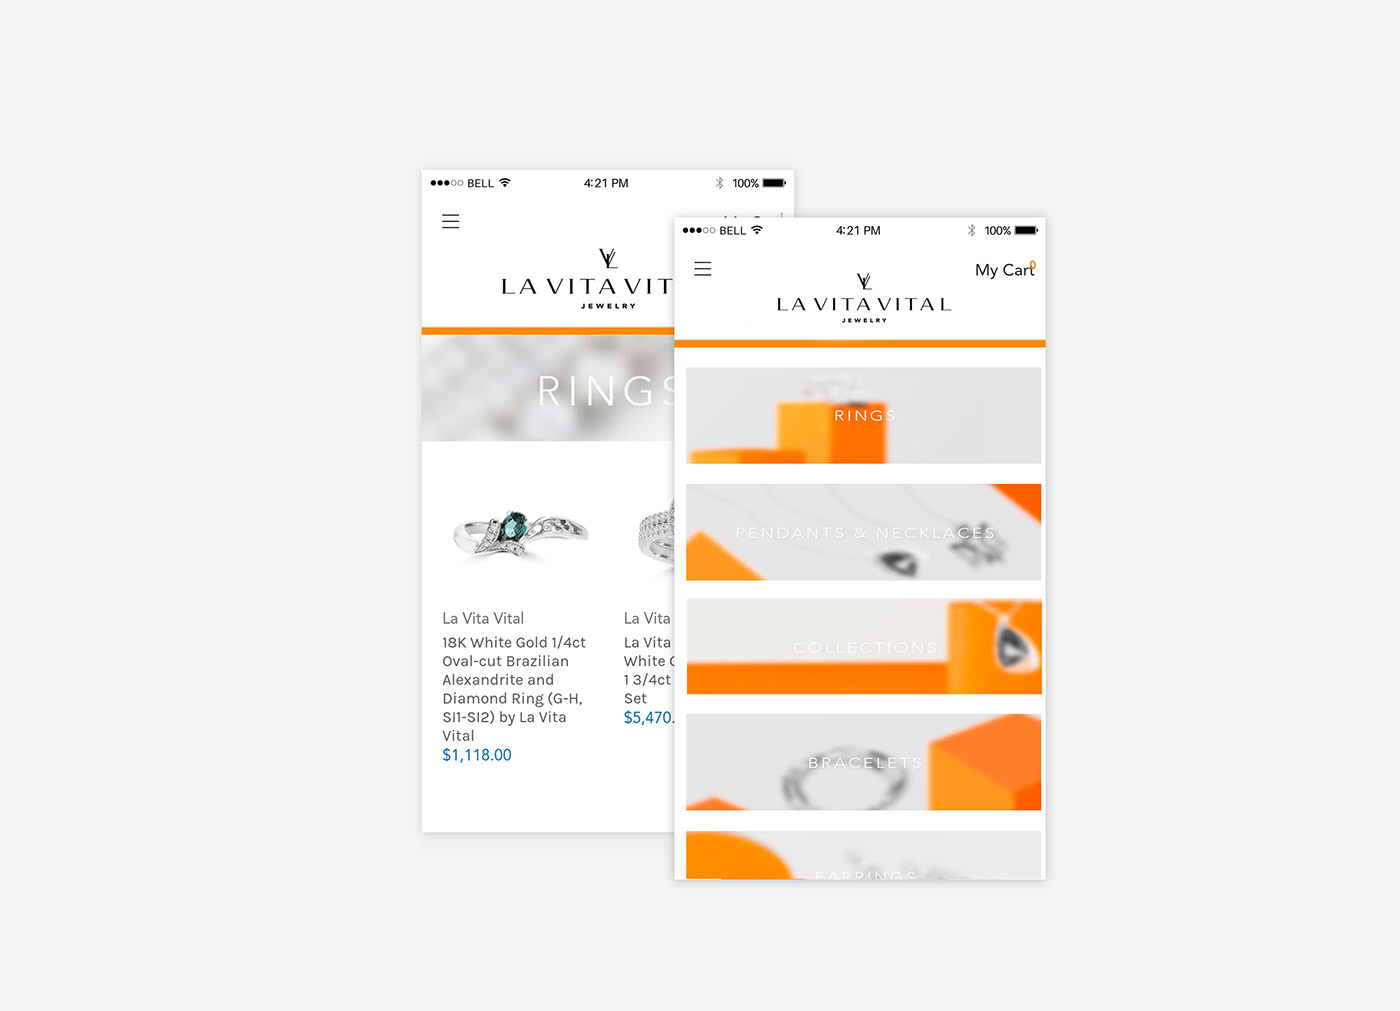 BELL
4:21 PM
100%
1
VL
LA VITA VIT
JEWELRY
RINGS
La Vita Vital
18K White Gold 1/4ct
Oval-cut Brazilian
Alexandrite and
Diamond Ring (G-H,
SI1-SI2) by La Vita
Vital
$1,118.00
La Vita
La Vita
White
1 3/4ct
Set
$5,470.
BELL
4:21 PM
100%
My Cart
0
VL
LA VITA VITAL
JEWELRY
RINGS
PENDANTS & NECKLACES
COLLECTIONS
BRACELETS
EARRINGS